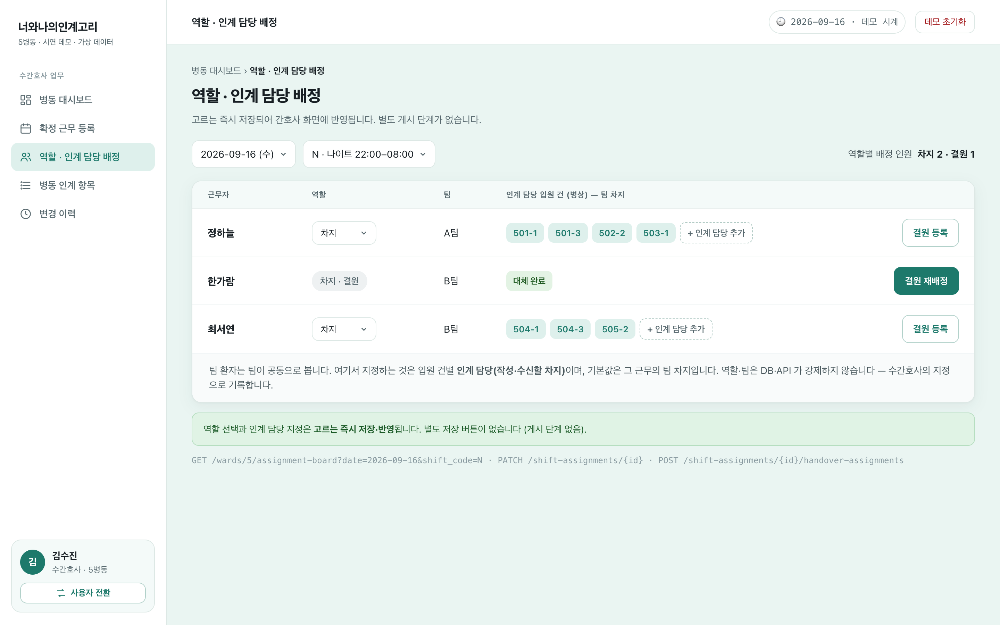 너와나의인계고리
5병동 · 시연 데모 · 가상 데이터
수간호사 업무
병동 대시보드
확정 근무 등록
역할 · 인계 담당 배정
병동 인계 항목
변경 이력
김
김수진
수간호사 · 5병동
사용자 전환
역할 · 인계 담당 배정
2026-09-16 · 데모 시계
데모 초기화
병동 대시보드 › 역할 · 인계 담당 배정
역할 · 인계 담당 배정
고르는 즉시 저장되어 간호사 화면에 반영됩니다. 별도 게시 단계가 없습니다.
2026-09-16 (수)
N · 나이트 22:00–08:00
역할별 배정 인원 차지 2 · 결원 1
근무자 역할 팀 인계 담당 입원 건 (병상) — 팀 차지
정하늘 차지 A팀 501-1 501-3 502-2 503-1 + 인계 담당 추가 결원 등록
한가람 차지 · 결원 B팀 대체 완료 결원 재배정
최서연 차지 B팀 504-1 504-3 505-2 + 인계 담당 추가 결원 등록
팀 환자는 팀이 공동으로 봅니다. 여기서 지정하는 것은 입원 건별 인계 담당(작성·수신할 차지)이며, 기본값은 그 근무의 팀 차지입니다. 역할·팀은 DB·API 가 강제하지 않습니다 — 수간호사의 지정
으로 기록합니다.
역할 선택과 인계 담당 지정은 고르는 즉시 저장·반영됩니다. 별도 저장 버튼이 없습니다 (게시 단계 없음).
GET /wards/5/assignment-board?date=2026-09-16&shift_code=N · PATCH /shift-assignments/{id} · POST /shift-assignments/{id}/handover-assignments